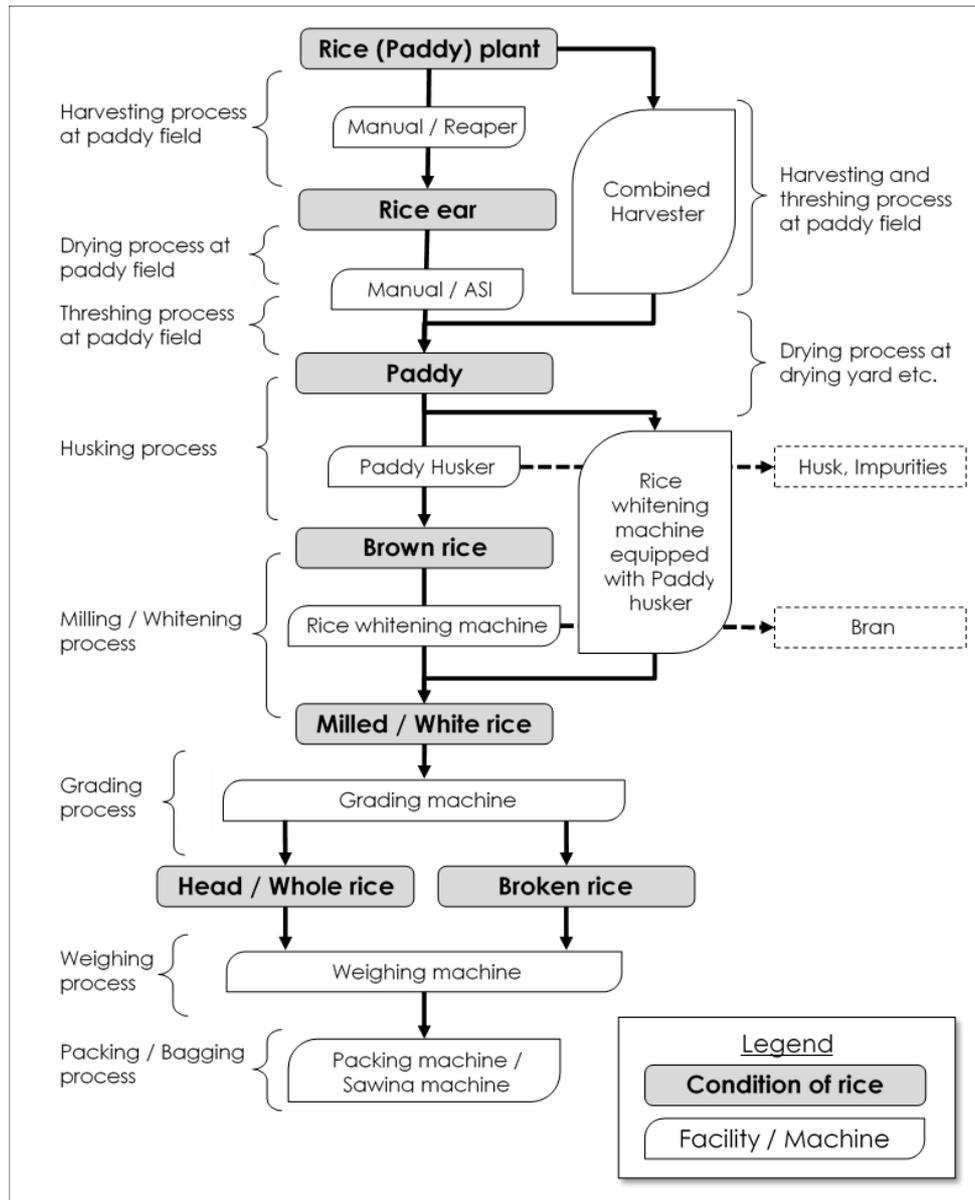 Rice (Paddy) plant
Harvesting process
at paddy field
Manual / Reaper
Combined
Harvester
Harvesting and
threshing process
at paddy field
Rice ear
Drying process at
paddy field
Manual / ASI
Threshing process
at paddy field
Drying process at
drying yard etc.
Paddy
Husking process
Paddy Husker
Rice
whitening
machine
equipped
with Paddy
husker
Husk, Impurities
Brown rice
Milling / Whitening
process
Rice whitening machine
Bran
Milled / White rice
Grading
process
Grading machine
Head / Whole rice
Broken rice
Weighing
process
Weighing machine
Packing / Bagging
process
Packing machine /
Sawina machine
Legend
Condition of rice
Facility / Machine